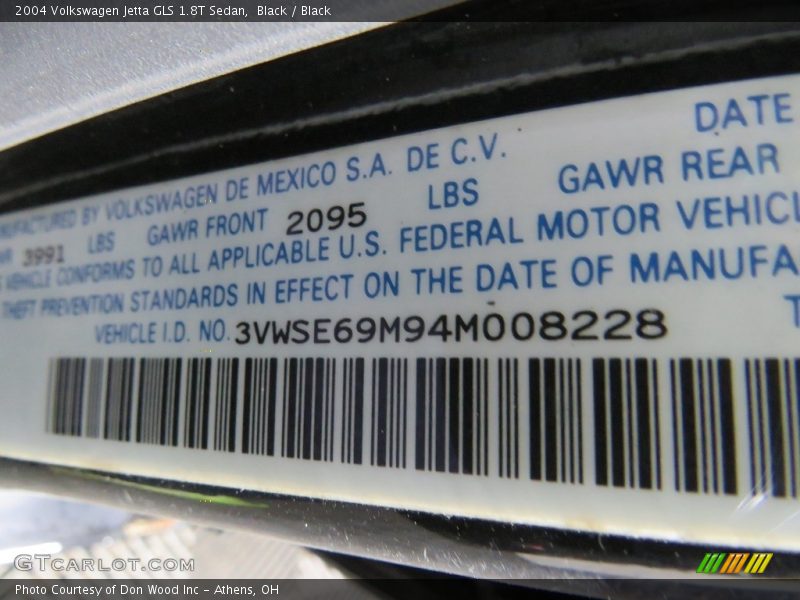 2004 Volkswagen Jetta GLS 1.8T Sedan, Black / Black
DATE
BY VOLKSWAGEN DE MEXICO S.A. DE C.V.
3991 LBS GAWR FRONT 2095 LBS GAWR REAR
VEHICLE CONFORMS TO ALL APPLICABLE U.S. FEDERAL MOTOR
THEFT PREVENTION STANDARDS IN EFFECT ON THE DATE OF
VEHICLE I.D. NO. 3VWSE69M94M008228
GTcarlot.com
Photo Courtesy of Don Wood Inc - Athens, OH